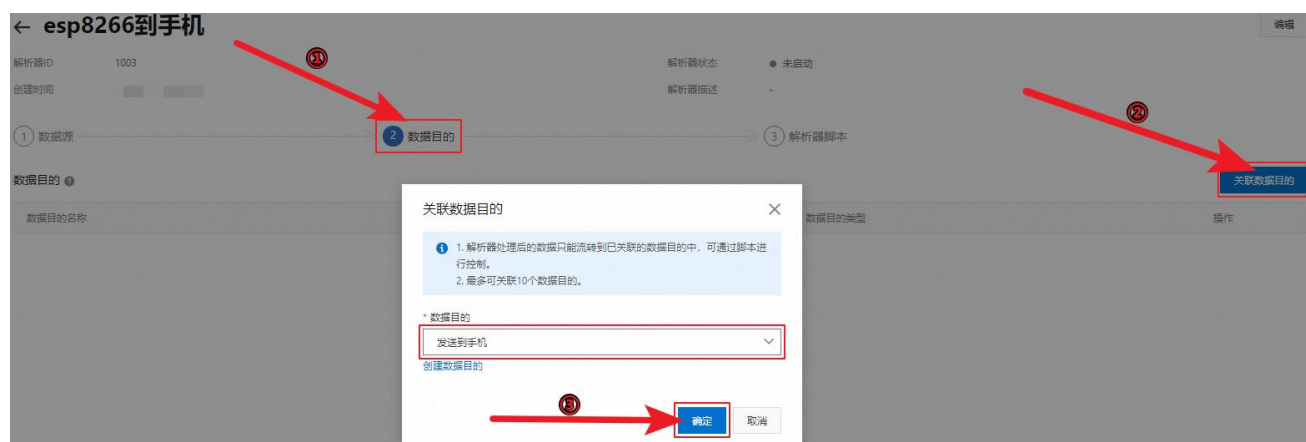 ← esp8266到手机
编辑
①
解析器ID 1003
解析器状态 ● 未启动
创建时间
解析器描述 -
②
1 数据源
2 数据目的
3 解析器脚本
数据目的
关联数据目的
数据目的名称
数据目的类型
操作
关联数据目的
1. 解析器处理后的数据只能流转到已关联的数据目的中，可通过脚本进
行控制。
2. 最多可关联10个数据目的。
* 数据目的
发送到手机
创建数据目的
③
确定
取消